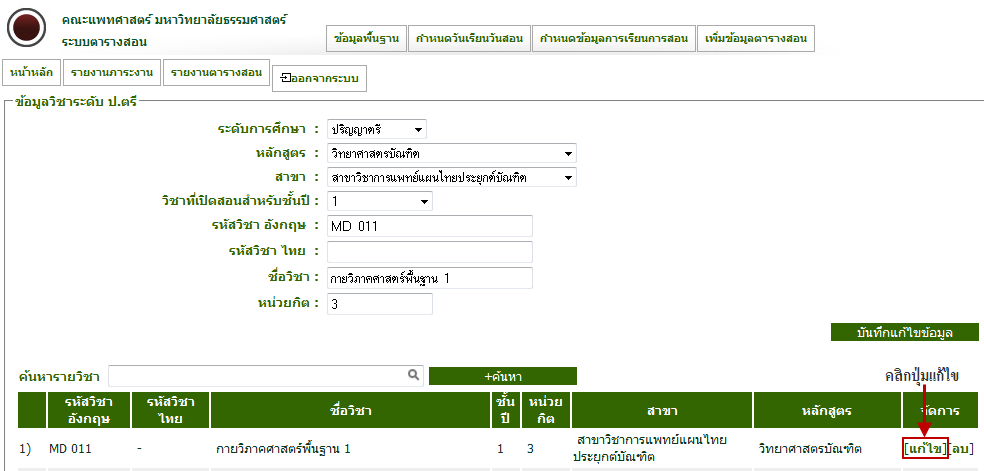 คณะแพทศาสตร์ มหาวิทยาลัยธรรมศาสตร์
ระบบตารางสอน
ข้อมูลพื้นฐาน กำหนดวันเรียนวันสอน กำหนดข้อมูลการเรียนการสอน เพิ่มข้อมูลตารางสอน
หน้าหลัก รายงานภาระงาน รายงานตารางสอน ออกจากระบบ
ข้อมูลวิชาระดับ ป.ตรี
ระดับการศึกษา : ปริญญาตรี
หลักสูตร : วิทยาศาสตรบัณฑิต
สาขา : สาขาวิชาการแพทย์แผนไทยประยุกต์บัณฑิต
วิชาที่เปิดสอนสำหรับชั้นปี : 1
รหัสวิชา อังกฤษ : MD 011
รหัสวิชา ไทย :
ชื่อวิชา : กายวิภาคศาสตร์พื้นฐาน 1
หน่วยกิต : 3
บันทึกแก้ไขข้อมูล
ค้นหารายวิชา +ค้นหา คลิกปุ่มแก้ไข
รหัสวิชา อังกฤษ รหัสวิชา ไทย ชื่อวิชา ชั้น ปี หน่วย กิต สาขา หลักสูตร จัดการ
1) MD 011 - กายวิภาคศาสตร์พื้นฐาน 1 1 3 สาขาวิชาการแพทย์แผนไทย วิทยาศาสตรบัณฑิต [แก้ไข][ลบ]
ประยุกต์บัณฑิต